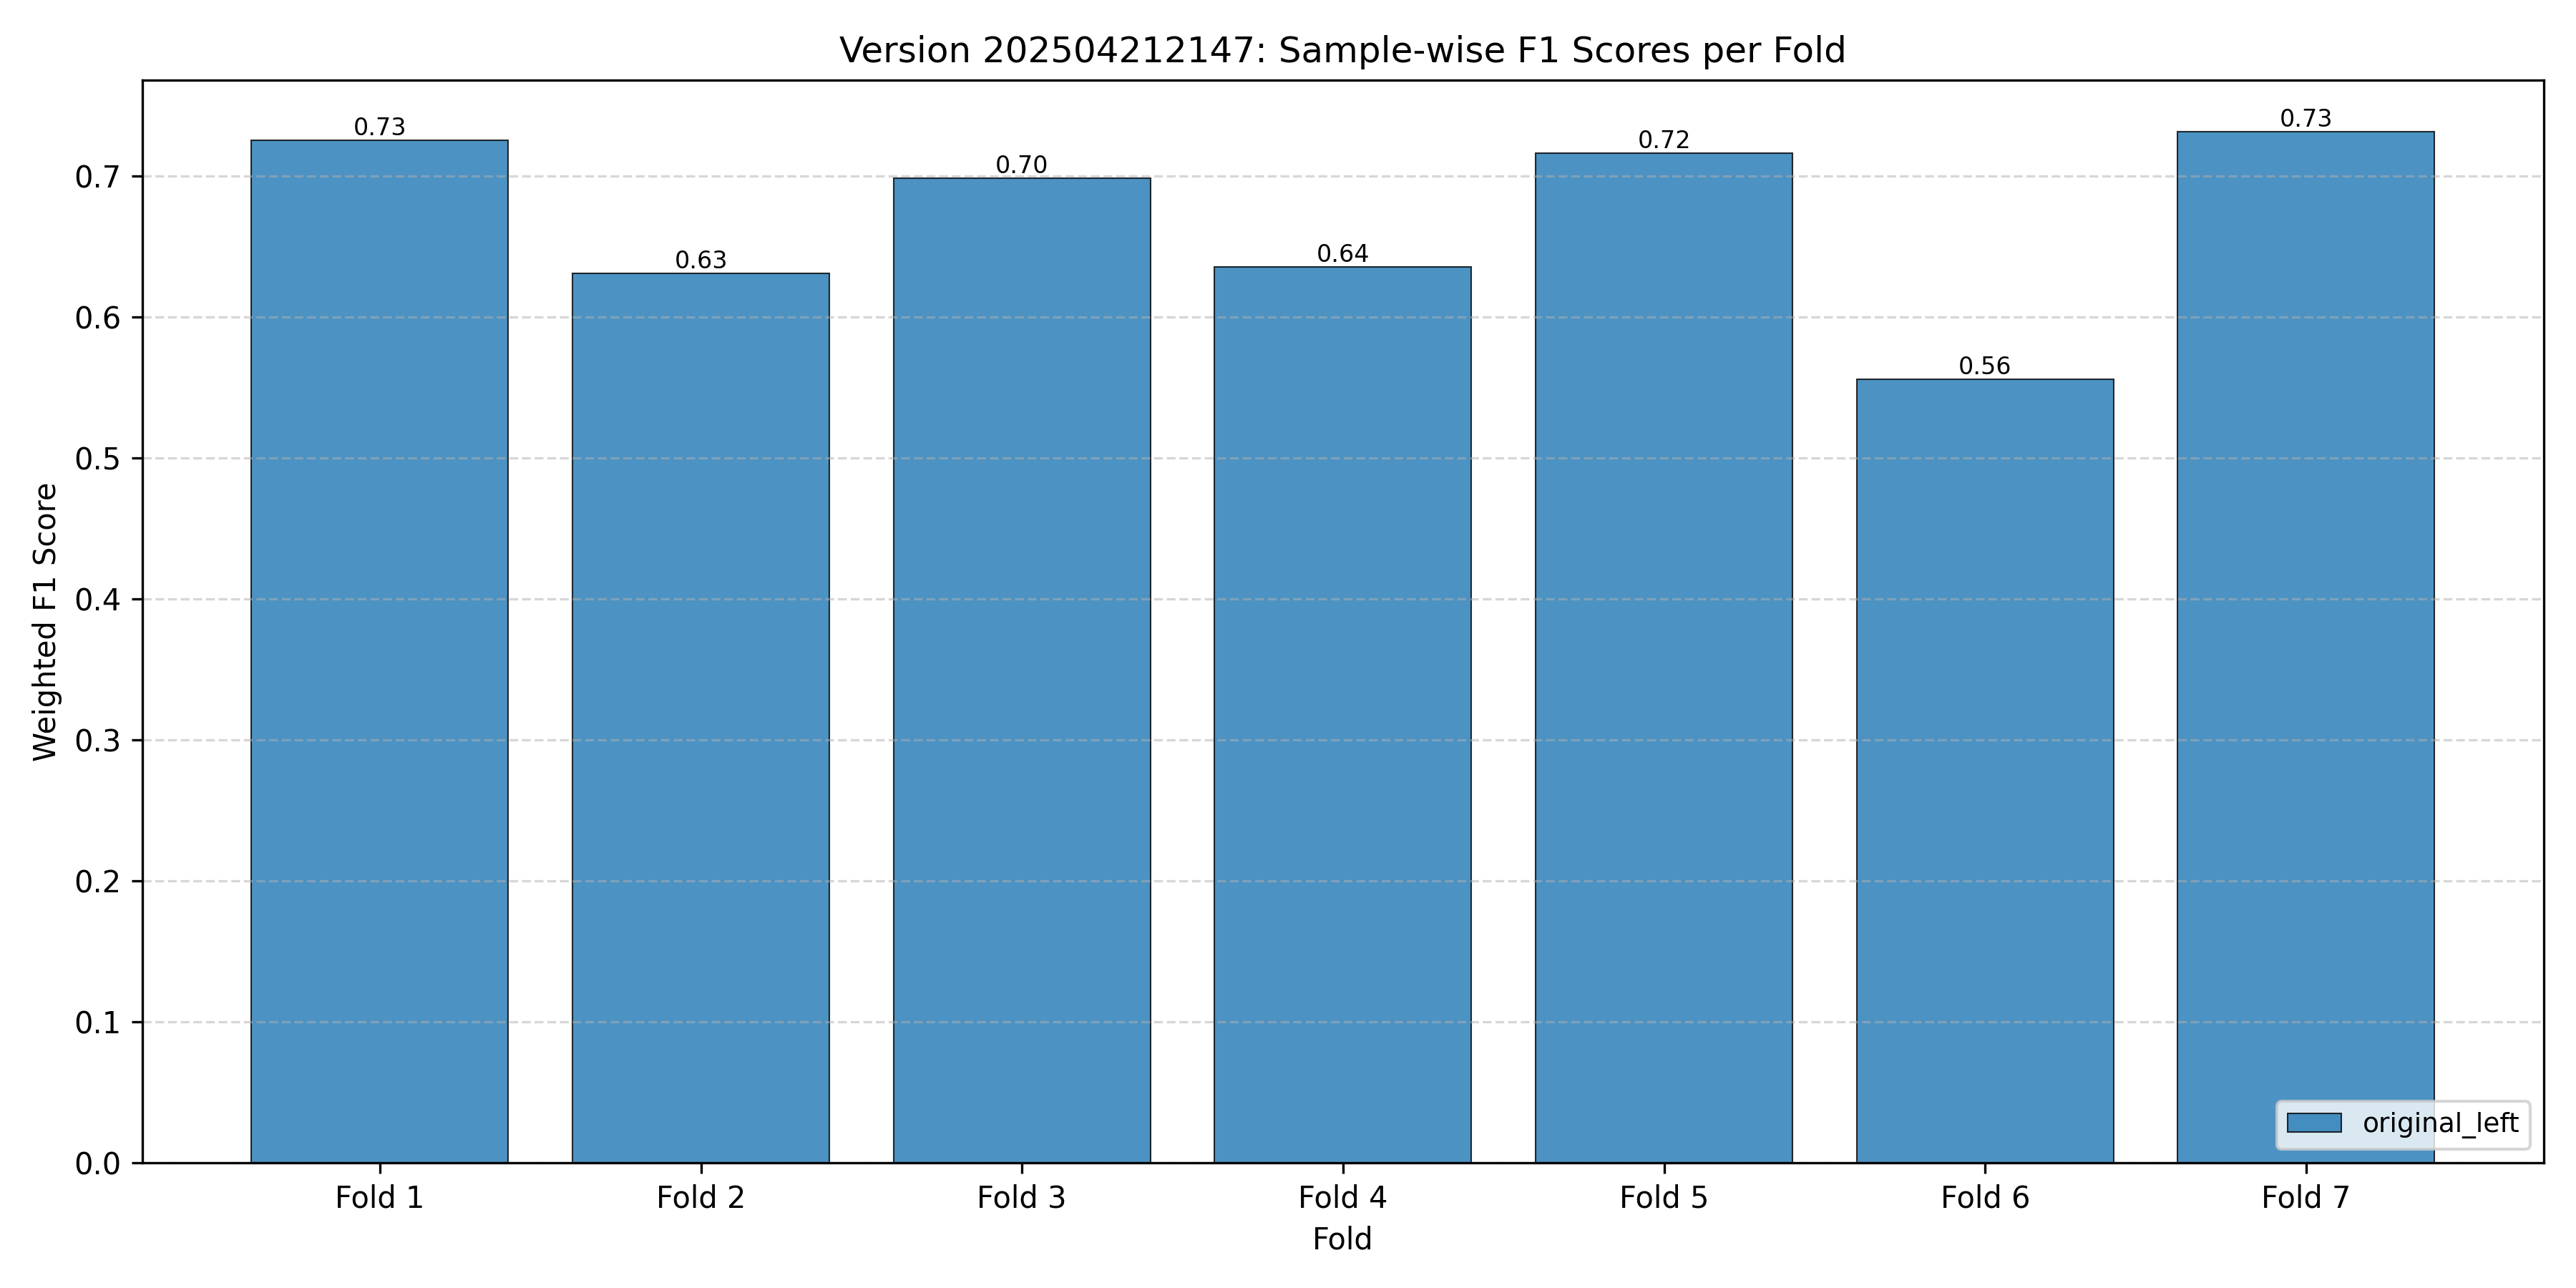 Version 202504212147: Sample-wise F1 Scores per Fold
0.73
0.63
0.70
0.64
0.72
0.56
0.73
Weighted F1 Score
0.7
0.6
0.5
0.4
0.3
0.2
0.1
0.0
original_left
Fold 1
Fold 2
Fold 3
Fold 4
Fold 5
Fold 6
Fold 7
Fold